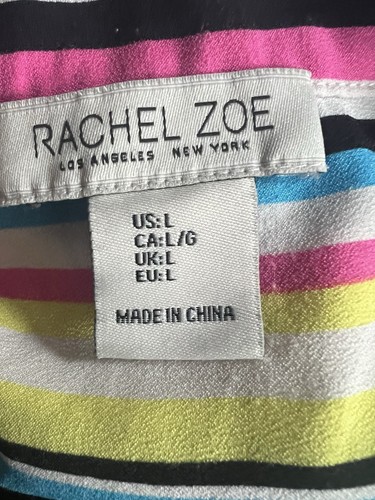 RACHEL ZOE
LOS ANGELES NEW YORK
US: L
CA: L/G
UK: L
EU: L
MADE IN CHINA